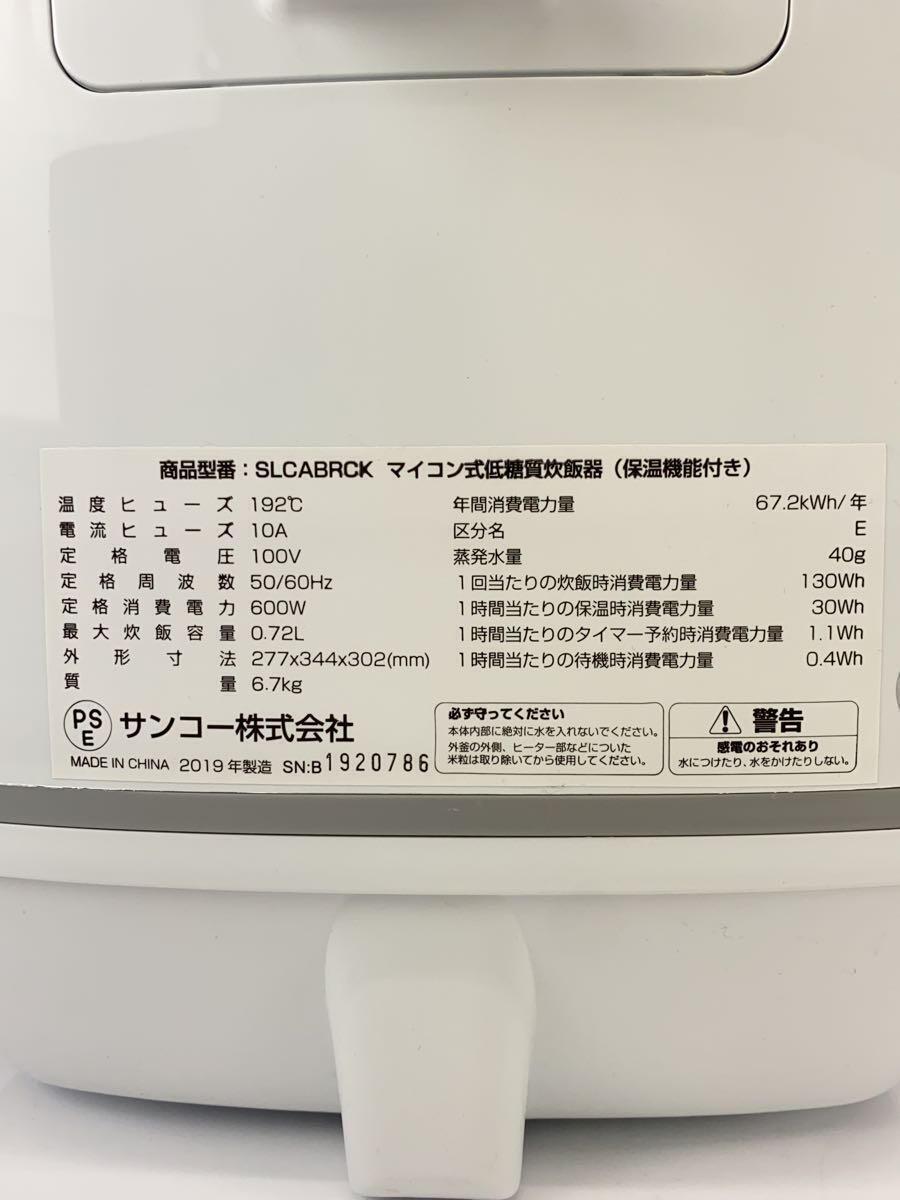 商品型番：SLCABRCK マイコン式低糖質炊飯器（保温機能付き）
温度ヒューズ 192℃
電流ヒューズ 10A
定格電圧 100V
定格周波数 50/60Hz
定格消費電力 600W
最大炊飯容量 0.72L
外形寸法 277x344x302(mm)
質量 6.7kg
年間消費電力量 67.2kWh/年
区分名 E
蒸発水量 40g
1回当たりの炊飯時消費電力量 130Wh
1時間当たりの保温時消費電力量 30Wh
1時間当たりのタイマー予約時消費電力量 1.1Wh
1時間当たりの待機時消費電力量 0.4Wh
PSE サンコー株式会社
MADE IN CHINA 2019年製造 SN:B1920786
必ず守ってください
本体内部に絶対に水を入れないでください。
外釜の外側、ヒーター部などについた
米粒は取り除いてから使用してください。
警告
感電のおそれあり
水につけたり、水をかけたりしない。